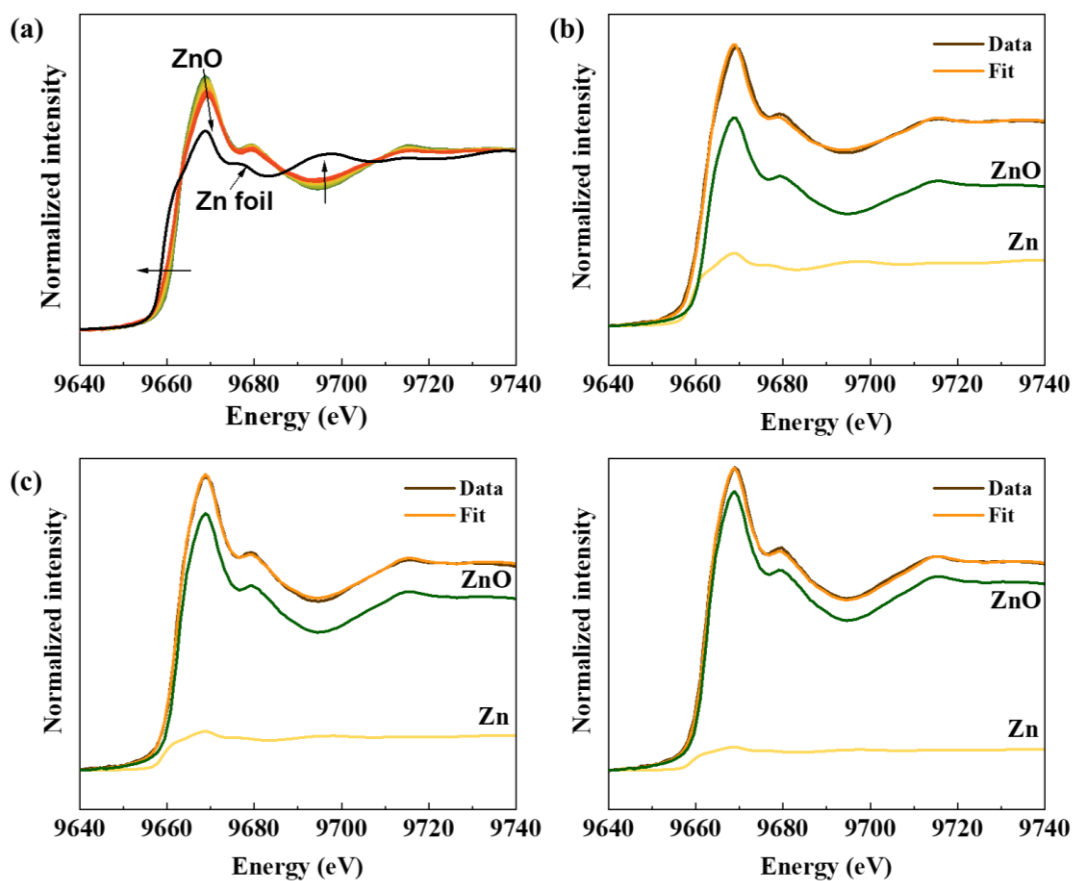 (a)
ZnO
Zn foil
Normalized intensity
9640 9660 9680 9700 9720 9740
Energy (eV)
(b)
Data
Fit
ZnO
Zn
Normalized intensity
9640 9660 9680 9700 9720 9740
Energy (eV)
(c)
Data
Fit
ZnO
Zn
Normalized intensity
9640 9660 9680 9700 9720 9740
Energy (eV)
Data
Fit
ZnO
Zn
Normalized intensity
9640 9660 9680 9700 9720 9740
Energy (eV)